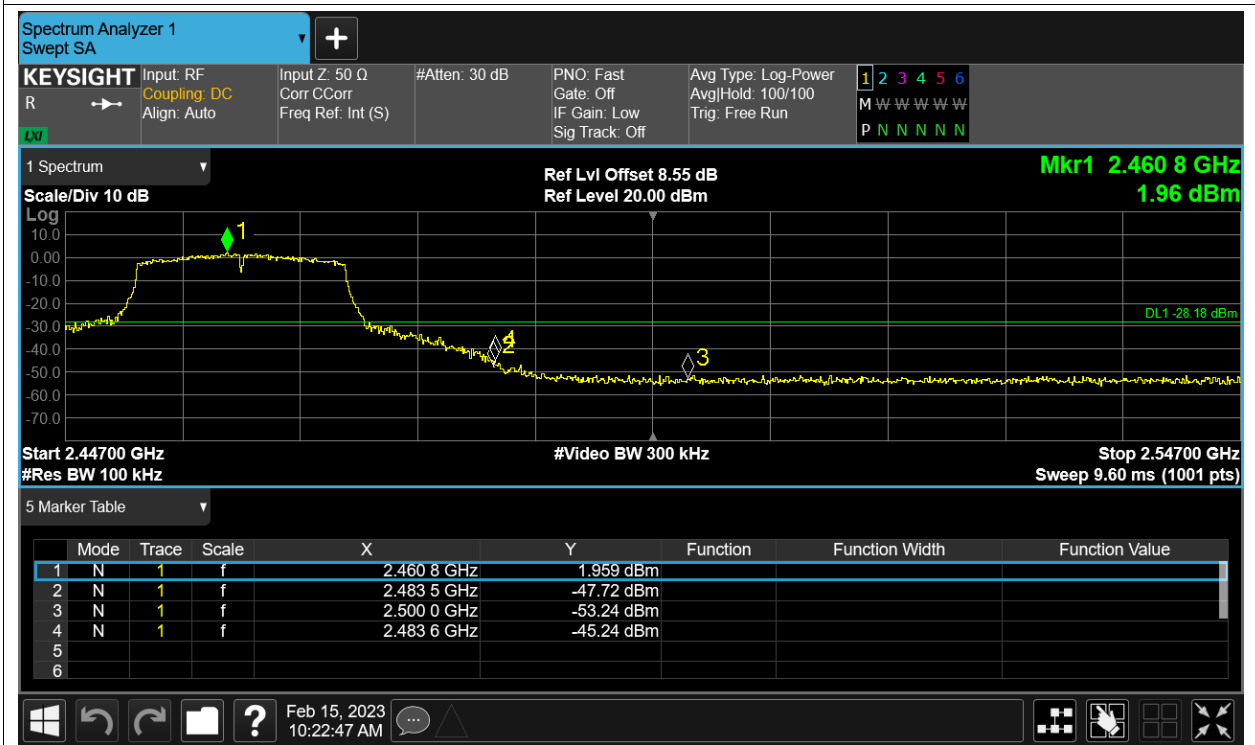 Spectrum Analyzer 1
Swept SA
KEYSIGHT
R
LXI
Input: RF
Coupling: DC
Align: Auto
Input Z: 50 Ω
Corr CCorr
Freq Ref: Int (S)
#Atten: 30 dB
PNO: Fast
Gate: Off
IF Gain: Low
Sig Track: Off
Avg Type: Log-Power
Avg|Hold: 100/100
Trig: Free Run
1 2 3 4 5 6
M W W W W W
P N N N N N
1 Spectrum
Scale/Div 10 dB
Ref Lvl Offset 8.55 dB
Ref Level 20.00 dBm
Mkr1 2.460 8 GHz
1.96 dBm
Log
10.0
0.00
-10.0
-20.0
-30.0
-40.0
-50.0
-60.0
-70.0
1
4
2
3
DL1 -28.18 dBm
Start 2.44700 GHz
#Video BW 300 kHz
Stop 2.54700 GHz
#Res BW 100 kHz
Sweep 9.60 ms (1001 pts)
5 Marker Table
Mode Trace Scale X Y Function Function Width Function Value
1 N 1 f 2.460 8 GHz 1.959 dBm
2 N 1 f 2.483 5 GHz -47.72 dBm
3 N 1 f 2.500 0 GHz -53.24 dBm
4 N 1 f 2.483 6 GHz -45.24 dBm
5
6
?
Feb 15, 2023
10:22:47 AM